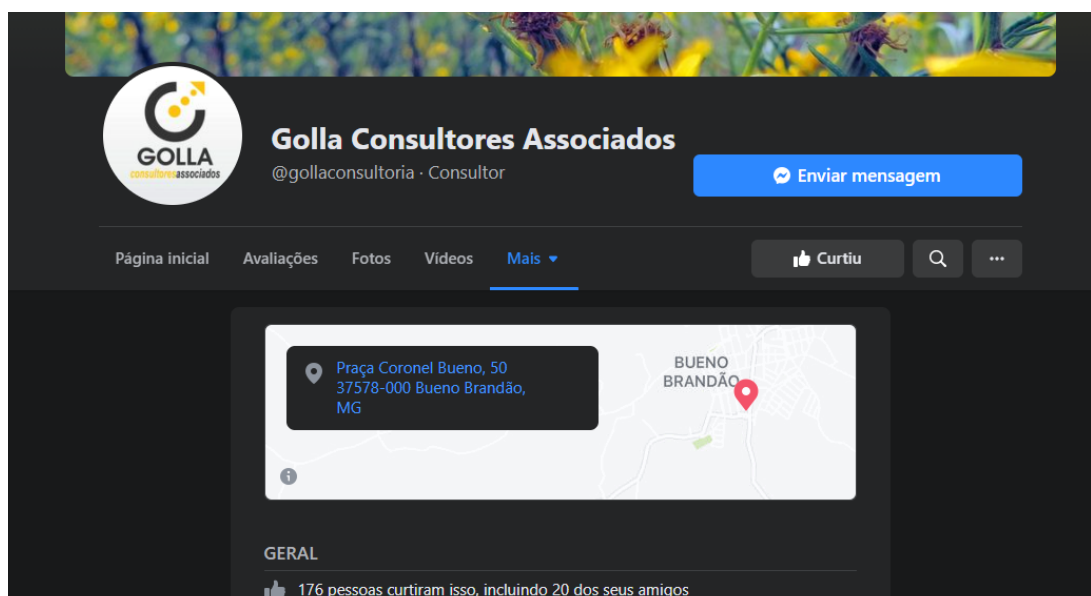 GOLLA
consultoresassociados
Golla Consultores Associados
@gollaconsultoria · Consultor
Enviar mensagem
Página inicial
Avaliações
Fotos
Vídeos
Mais
Curtiu
Praça Coronel Bueno, 50
37578-000 Bueno Brandão,
MG
BUENO
BRANDÃO
GERAL
176 pessoas curtiram isso, incluindo 20 dos seus amigos